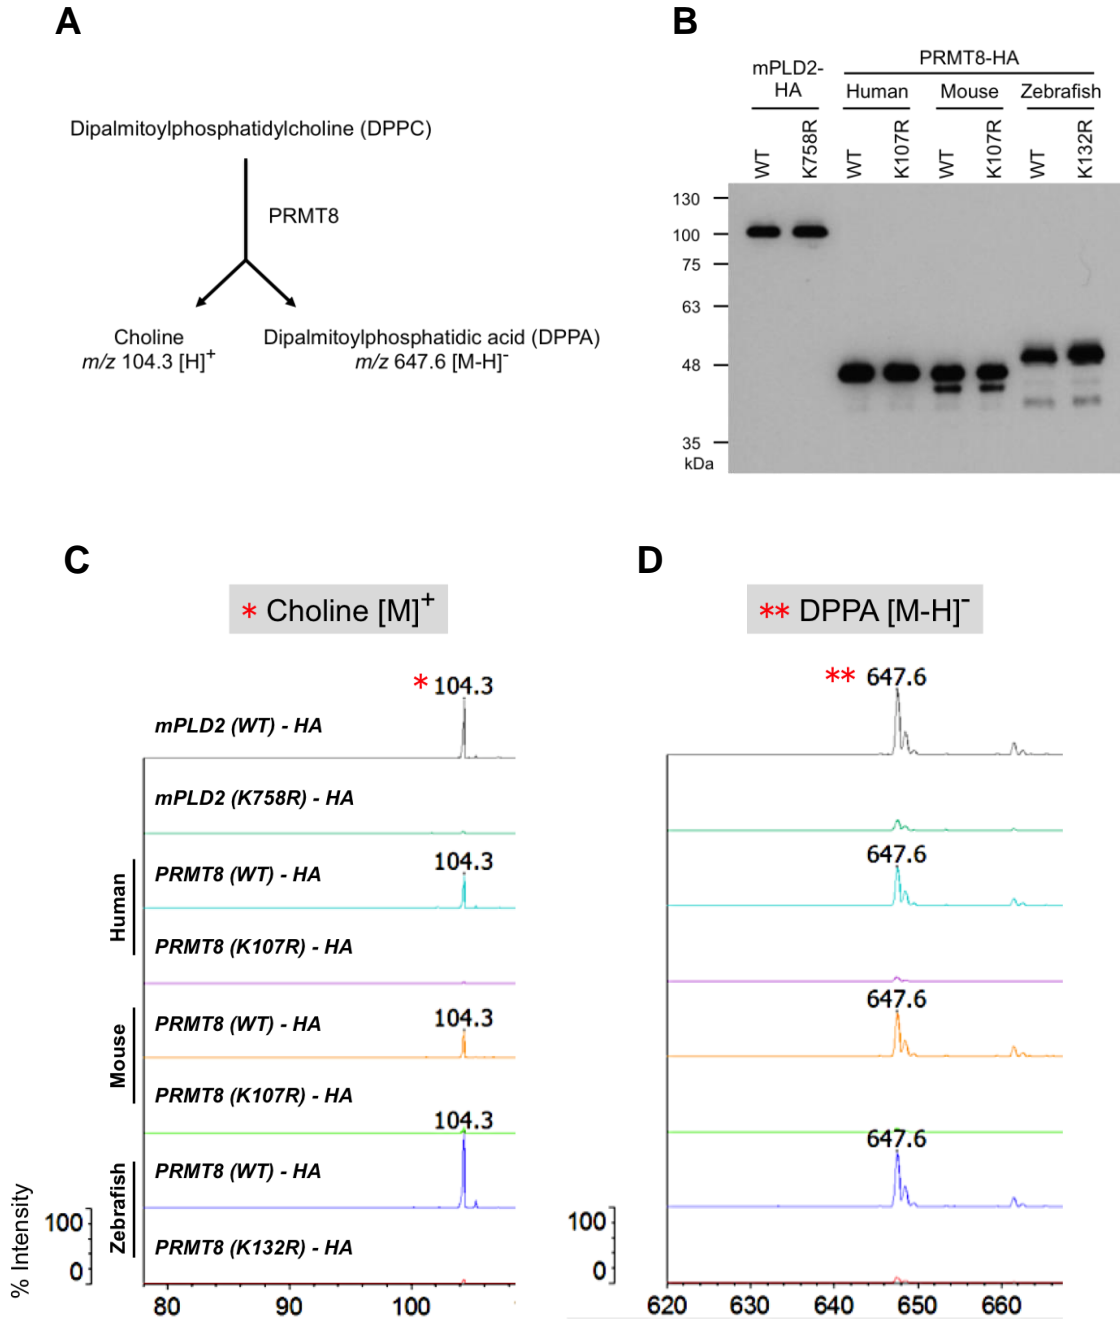 A
Dipalmitoylphosphatidylcholine (DPPC)
PRMT8
Choline
m/z 104.3 [H]+
Dipalmitoylphosphatidic acid (DPPA)
m/z 647.6 [M-H]-
B
mPLD2-
HA
PRMT8-HA
Human
Mouse
Zebrafish
WT
K758R
WT
K107R
WT
K107R
WT
K132R
130
100
75
63
48
35
kDa
C
* Choline [M]+
* 104.3
mPLD2 (WT) - HA
mPLD2 (K758R) - HA
104.3
Human
PRMT8 (WT) - HA
PRMT8 (K107R) - HA
104.3
Mouse
PRMT8 (WT) - HA
PRMT8 (K107R) - HA
104.3
Zebrafish
PRMT8 (WT) - HA
PRMT8 (K132R) - HA
% Intensity
100
0
80 90 100
D
** DPPA [M-H]-
** 647.6
647.6
647.6
647.6
100
0
620 630 640 650 660